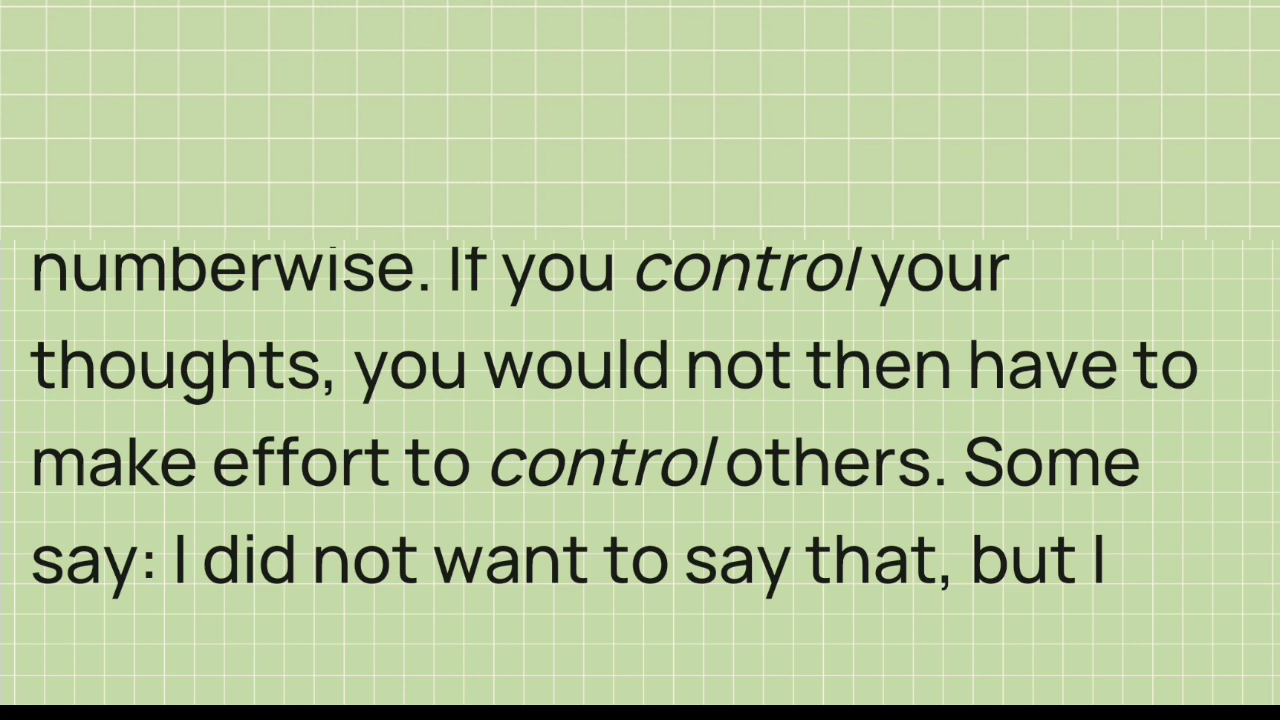 numberwise. If you control your
thoughts, you would not then have to
make effort to control others. Some
say: I did not want to say that, but I